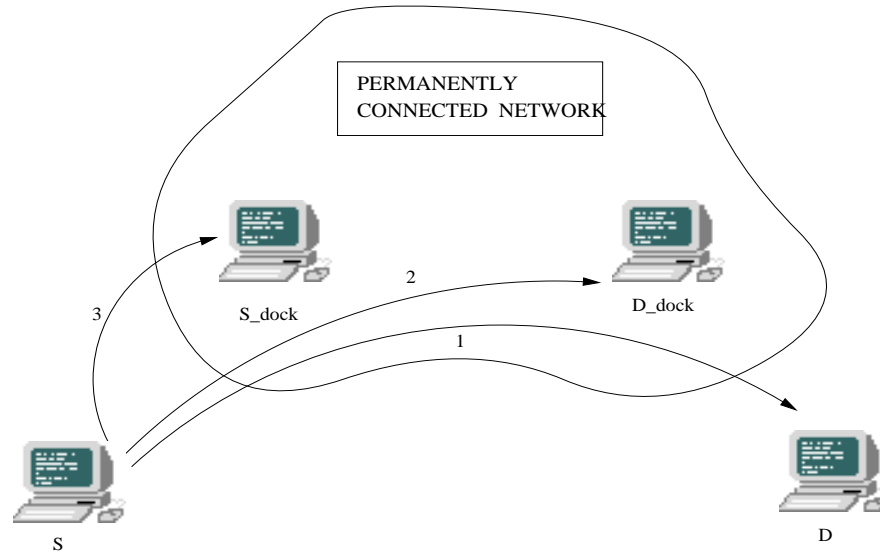 PERMANENTLY
CONNECTED NETWORK
2
3
S_dock
D_dock
1
D
S